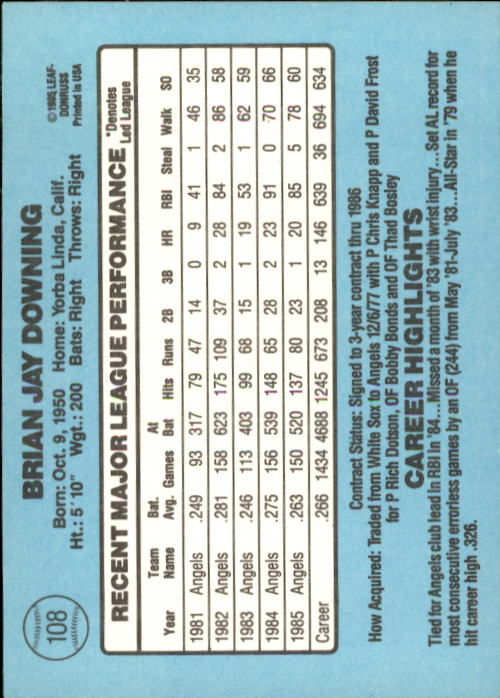 108
BRIAN JAY DOWNING
Born: Oct. 9, 1950 Home: Yorba Linda, Calif.
Ht.: 5'10" Wgt.: 200 Bats: Right Throws: Right
© 1985 LEAF-
DONRUSS
Printed in USA
RECENT MAJOR LEAGUE PERFORMANCE
*Denotes
Led League
Year Team Name Bat. Avg. Games At Bat Hits Runs 2B 3B HR RBI Steal Walk SO
1981 Angels .249 93 317 79 47 14 0 9 41 1 46 35
1982 Angels .281 158 623 175 109 37 2 28 84 2 86 58
1983 Angels .246 113 403 99 68 15 1 19 53 1 62 59
1984 Angels .275 156 539 148 65 28 2 23 91 0 70 66
1985 Angels .263 150 520 137 80 23 1 20 85 5 78 60
Career .266 1434 4688 1245 673 208 13 146 639 36 694 634
Contract Status: Signed to 3-year contract thru 1986
How Acquired: Traded from White Sox to Angels 12/6/77 with P Chris Knapp and P David Frost
for P Rich Dotson, OF Bobby Bonds and OF Thad Bosley
CAREER HIGHLIGHTS
Tied for Angels club lead in RBI in '84...Missed a month of '83 with wrist injury...Set AL record for
most consecutive errorless games by an OF (244) from May '81-July '83...All-Star in '79 when he
hit career high .326.